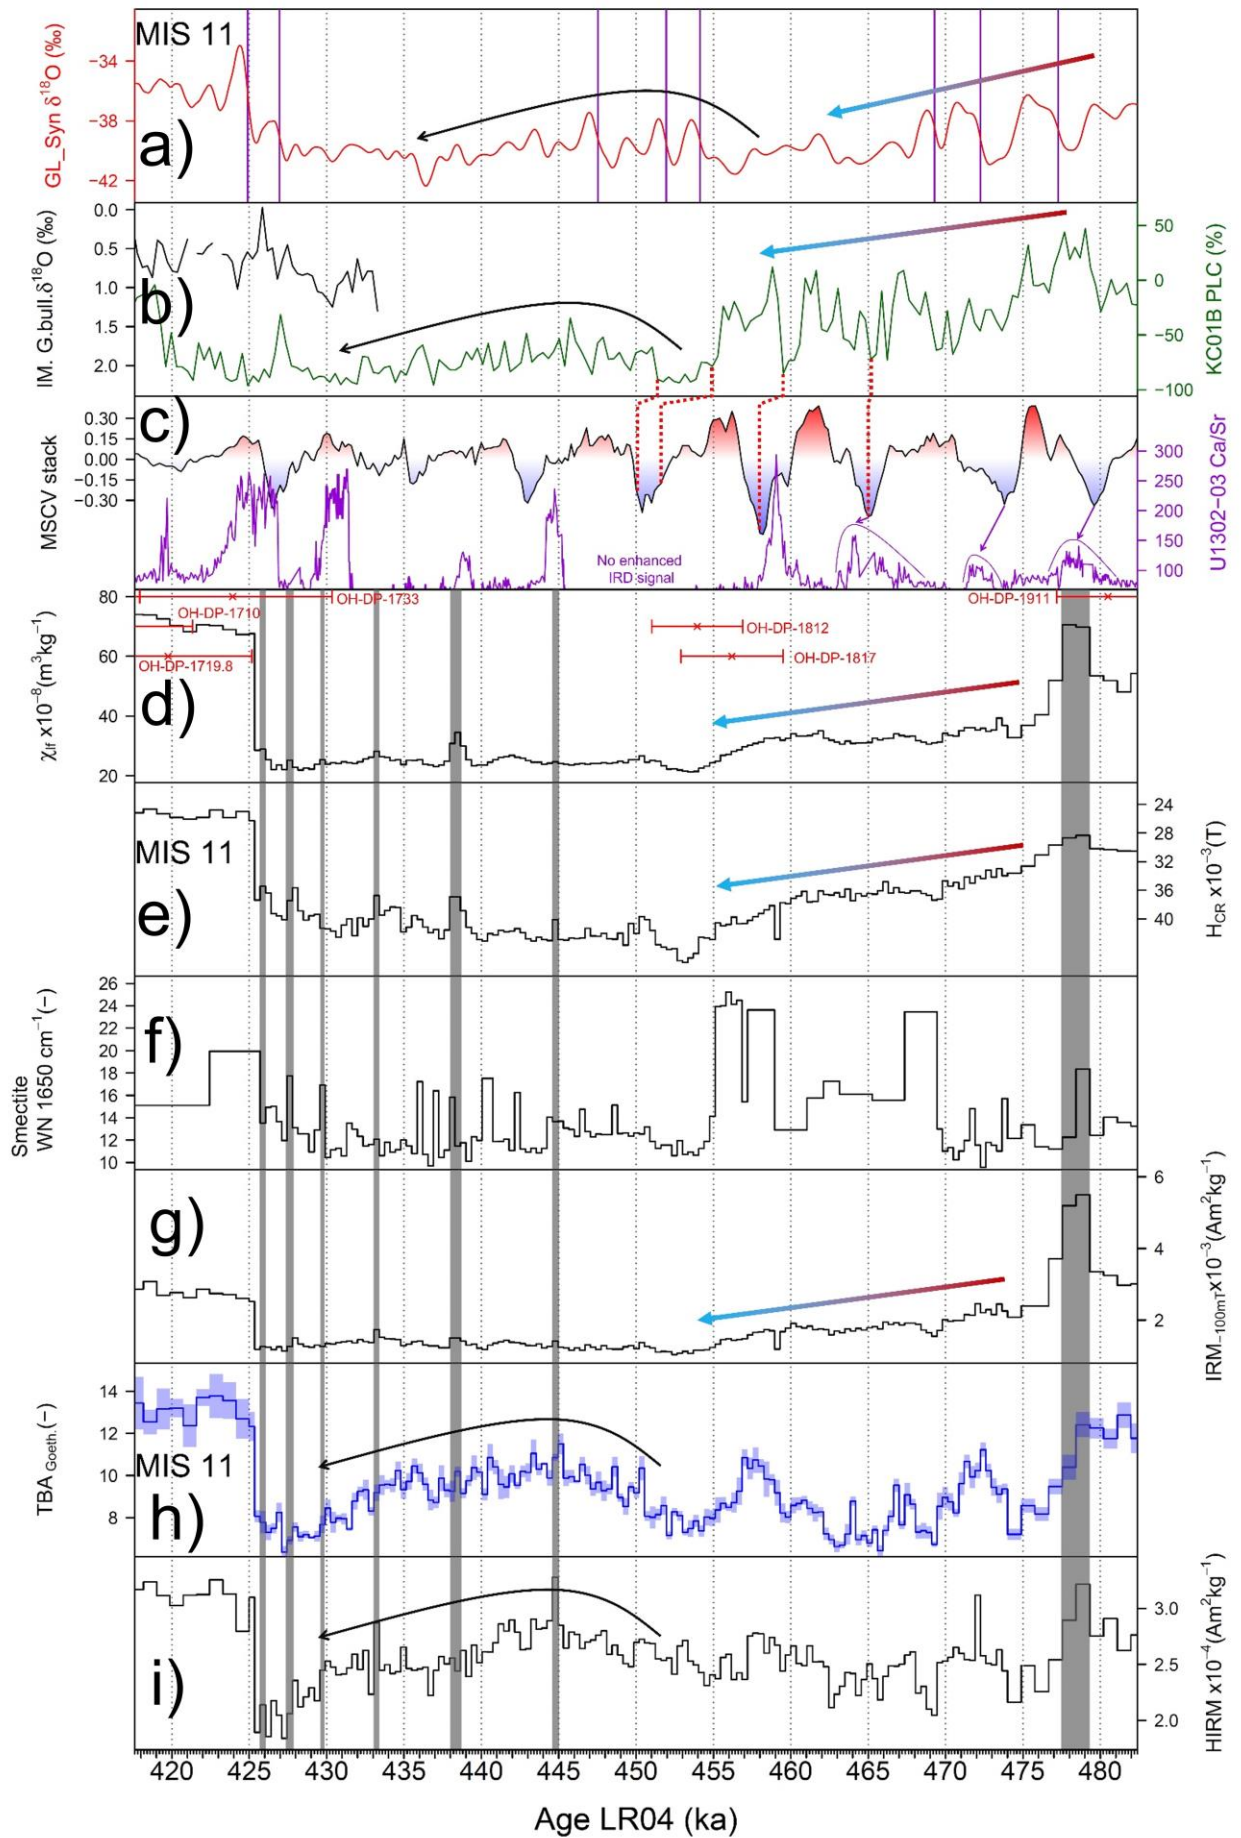 MIS 11
GL_Syn δ¹⁸O (‰)
−34
−38
−42
a)
IM. G.bull.δ¹⁸O (‰)
0.0
0.5
1.0
1.5
2.0
b)
50
0
−50
−100
KC01B PLC (%)
MSCV stack
0.30
0.15
0.00
−0.15
−0.30
c)
No enhanced
IRD signal
300
250
200
150
100
U1302−03 Ca/Sr
χlf x10⁻⁸(m³kg⁻¹)
80
60
40
20
OH-DP-1733
OH-DP-1710
OH-DP-1719.8
OH-DP-1911
OH-DP-1812
OH-DP-1817
d)
MIS 11
e)
24
28
32
36
40
H_CR x10⁻³(T)
Smectite
WN 1650 cm⁻¹(−)
26
24
22
20
18
16
14
12
10
f)
g)
6
4
2
IRM₋₁₀₀mT x10⁻³(Am²kg⁻¹)
TBA Goeth.(−)
14
12
10
8
MIS 11
h)
i)
3.0
2.5
2.0
HIRM x10⁻⁴(Am²kg⁻¹)
420 425 430 435 440 445 450 455 460 465 470 475 480
Age LR04 (ka)